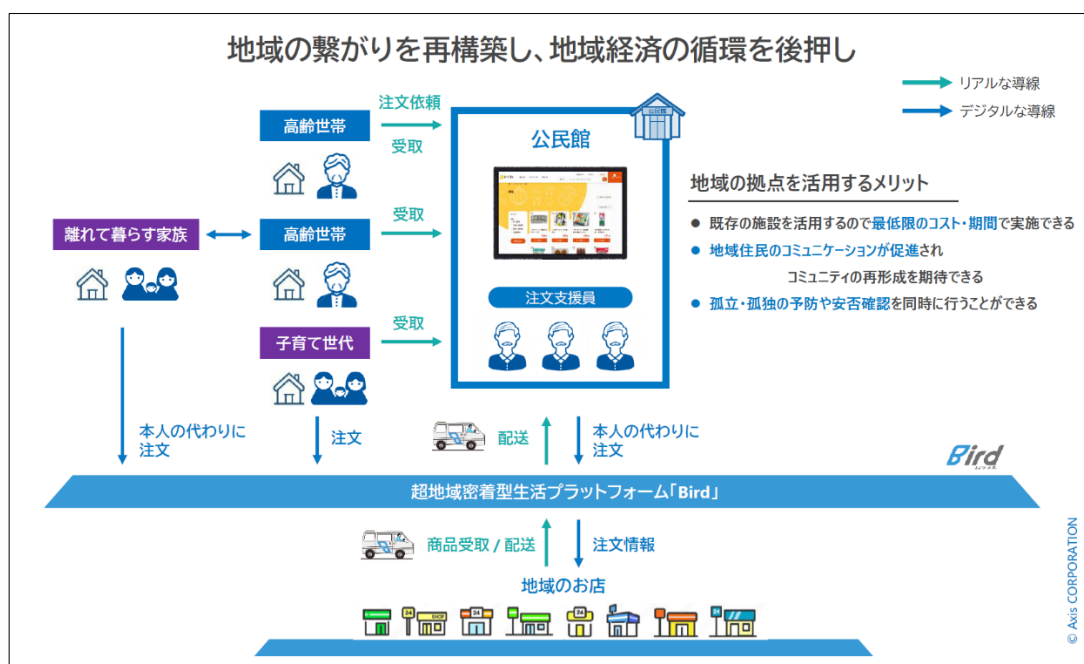 地域の繋がりを再構築し、地域経済の循環を後押し
リアルな導線
デジタルな導線
注文依頼
高齢世帯
受取
公民館
公民館
離れて暮らす家族
高齢世帯
受取
注文支援員
子育て世代
受取
地域の拠点を活用するメリット
● 既存の施設を活用するので最低限のコスト・期間で実施できる
● 地域住民のコミュニケーションが促進され
コミュニティの再形成を期待できる
● 孤立・孤独の予防や安否確認を同時に行うことができる
本人の代わりに
注文
注文
配送
本人の代わりに
注文
Bird
超地域密着型生活プラットフォーム「Bird」
商品受取 / 配送
注文情報
地域のお店
24
SHOP
24
24
24
© Axis CORPORATION